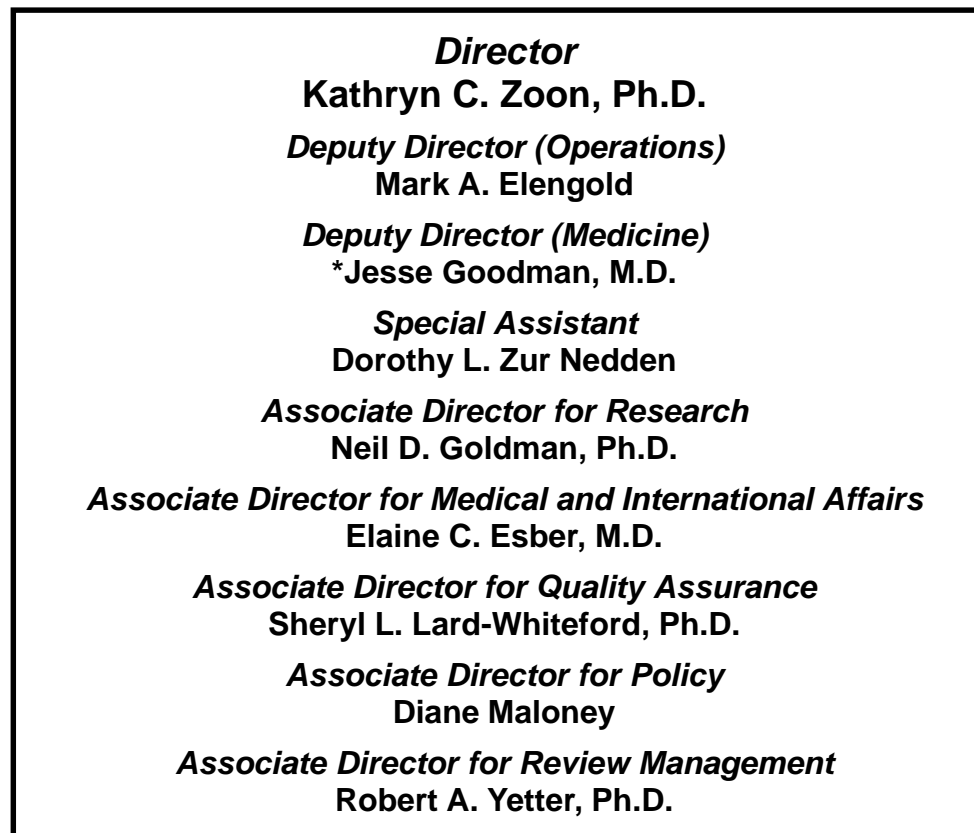 Director
Kathryn C. Zoon, Ph.D.
Deputy Director (Operations)
Mark A. Elengold
Deputy Director (Medicine)
*Jesse Goodman, M.D.
Special Assistant
Dorothy L. Zur Nedden
Associate Director for Research
Neil D. Goldman, Ph.D.
Associate Director for Medical and International Affairs
Elaine C. Esber, M.D.
Associate Director for Quality Assurance
Sheryl L. Lard-Whiteford, Ph.D.
Associate Director for Policy
Diane Maloney
Associate Director for Review Management
Robert A. Yetter, Ph.D.